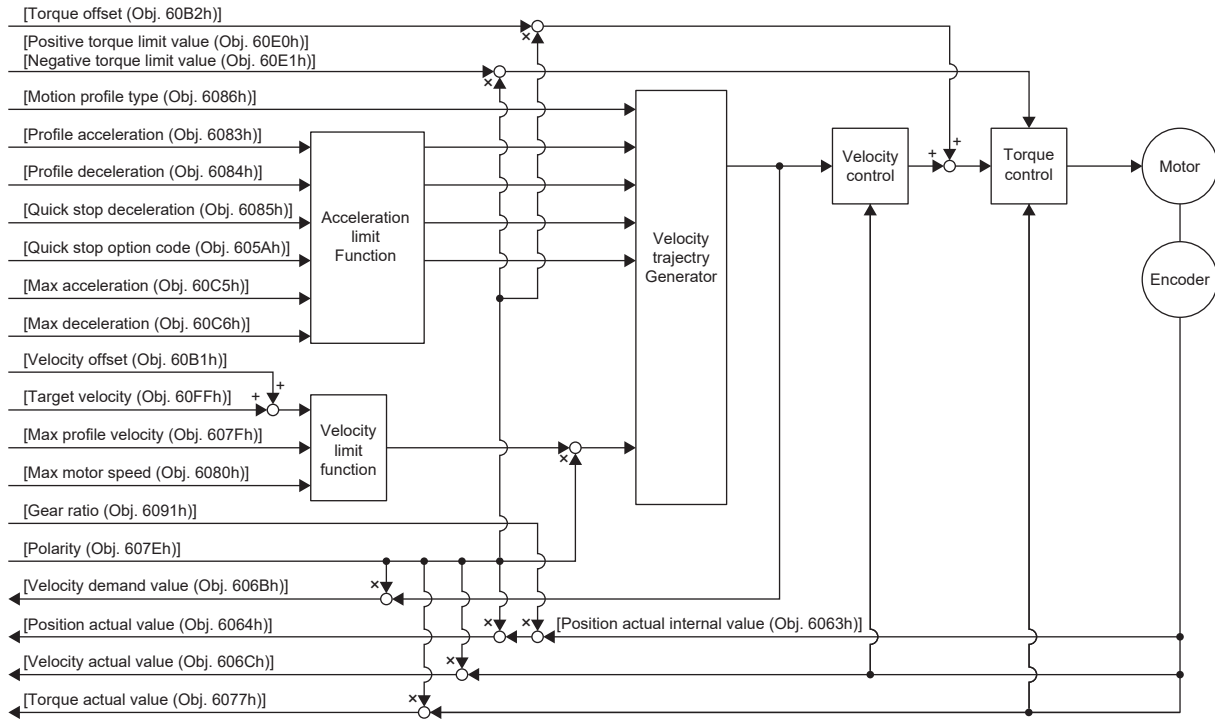 [Torque offset (Obj. 60B2h)]
[Positive torque limit value (Obj. 60E0h)]
[Negative torque limit value (Obj. 60E1h)]
[Motion profile type (Obj. 6086h)]
[Profile acceleration (Obj. 6083h)]
[Profile deceleration (Obj. 6084h)]
[Quick stop deceleration (Obj. 6085h)]
[Quick stop option code (Obj. 605Ah)]
[Max acceleration (Obj. 60C5h)]
[Max deceleration (Obj. 60C6h)]
Acceleration
limit
Function
[Velocity offset (Obj. 60B1h)]
[Target velocity (Obj. 60FFh)]
[Max profile velocity (Obj. 607Fh)]
[Max motor speed (Obj. 6080h)]
Velocity
limit
function
Velocity
trajectry
Generator
Velocity
control
Torque
control
Motor
Encoder
[Gear ratio (Obj. 6091h)]
[Polarity (Obj. 607Eh)]
[Velocity demand value (Obj. 606Bh)]
[Position actual value (Obj. 6064h)]
[Position actual internal value (Obj. 6063h)]
[Velocity actual value (Obj. 606Ch)]
[Torque actual value (Obj. 6077h)]